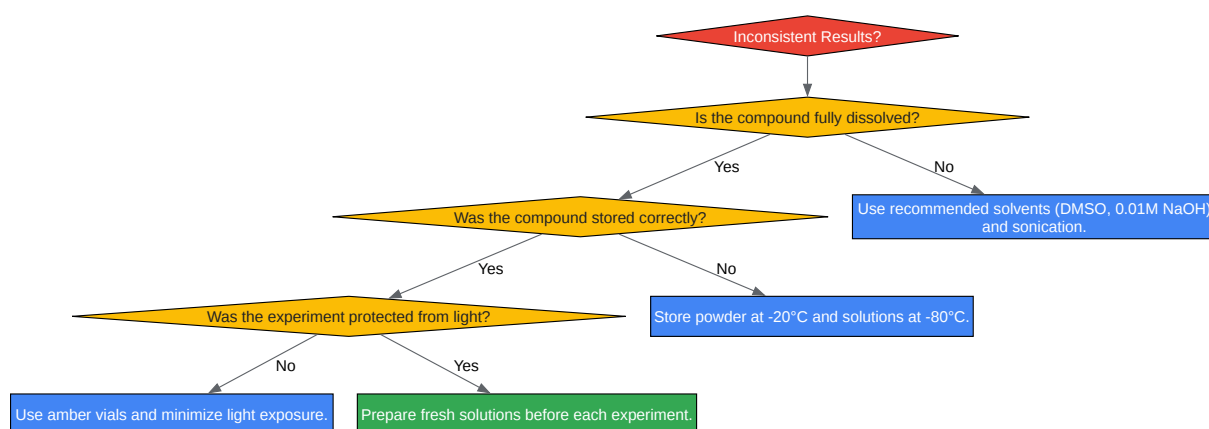 Inconsistent Results?
Is the compound fully dissolved?
Yes
No
Was the compound stored correctly?
Use recommended solvents (DMSO, 0.01M NaOH)
and sonication.
Yes
No
Was the experiment protected from light?
Store powder at -20°C and solutions at -80°C.
No
Yes
Use amber vials and minimize light exposure.
Prepare fresh solutions before each experiment.